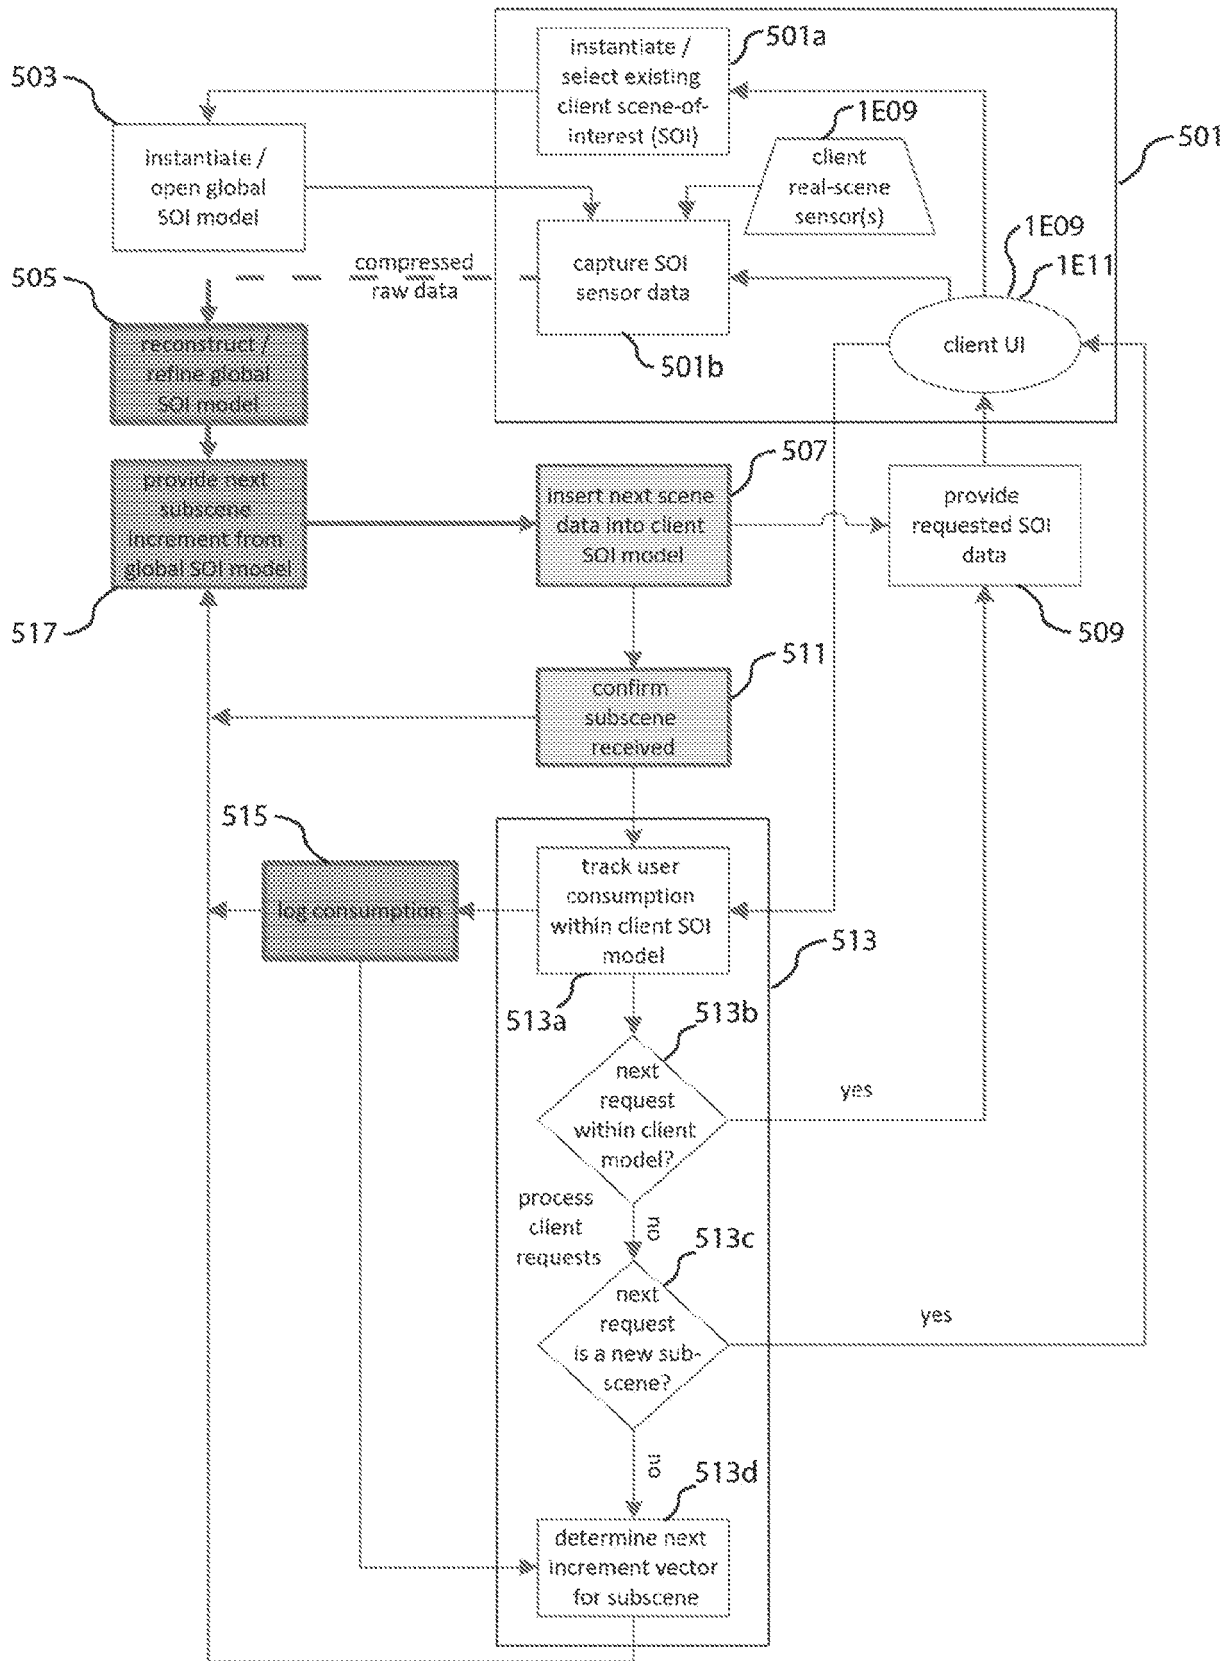 501a
instantiate /
select existing
client scene-of-
interest (SOI)
503
1E09
501
instantiate /
open global
SOI model
client
real-scene
sensor(s)
1E09
1E11
compressed
raw data
capture SOI
sensor data
505
client UI
reconstruct /
refine global
SOI model
501b
507
provide next
subscene
increment from
global SOI model
insert next scene
data into client
SOI model
provide
requested SOI
data
517
509
511
confirm
subscene
received
515
track user
consumption
within client SOI
model
log consumption
513
513a
513b
next
request
within client
model?
yes
process
client
requests
no
513c
next
request
is a new sub-
scene?
yes
no
513d
determine next
increment vector
for subscene